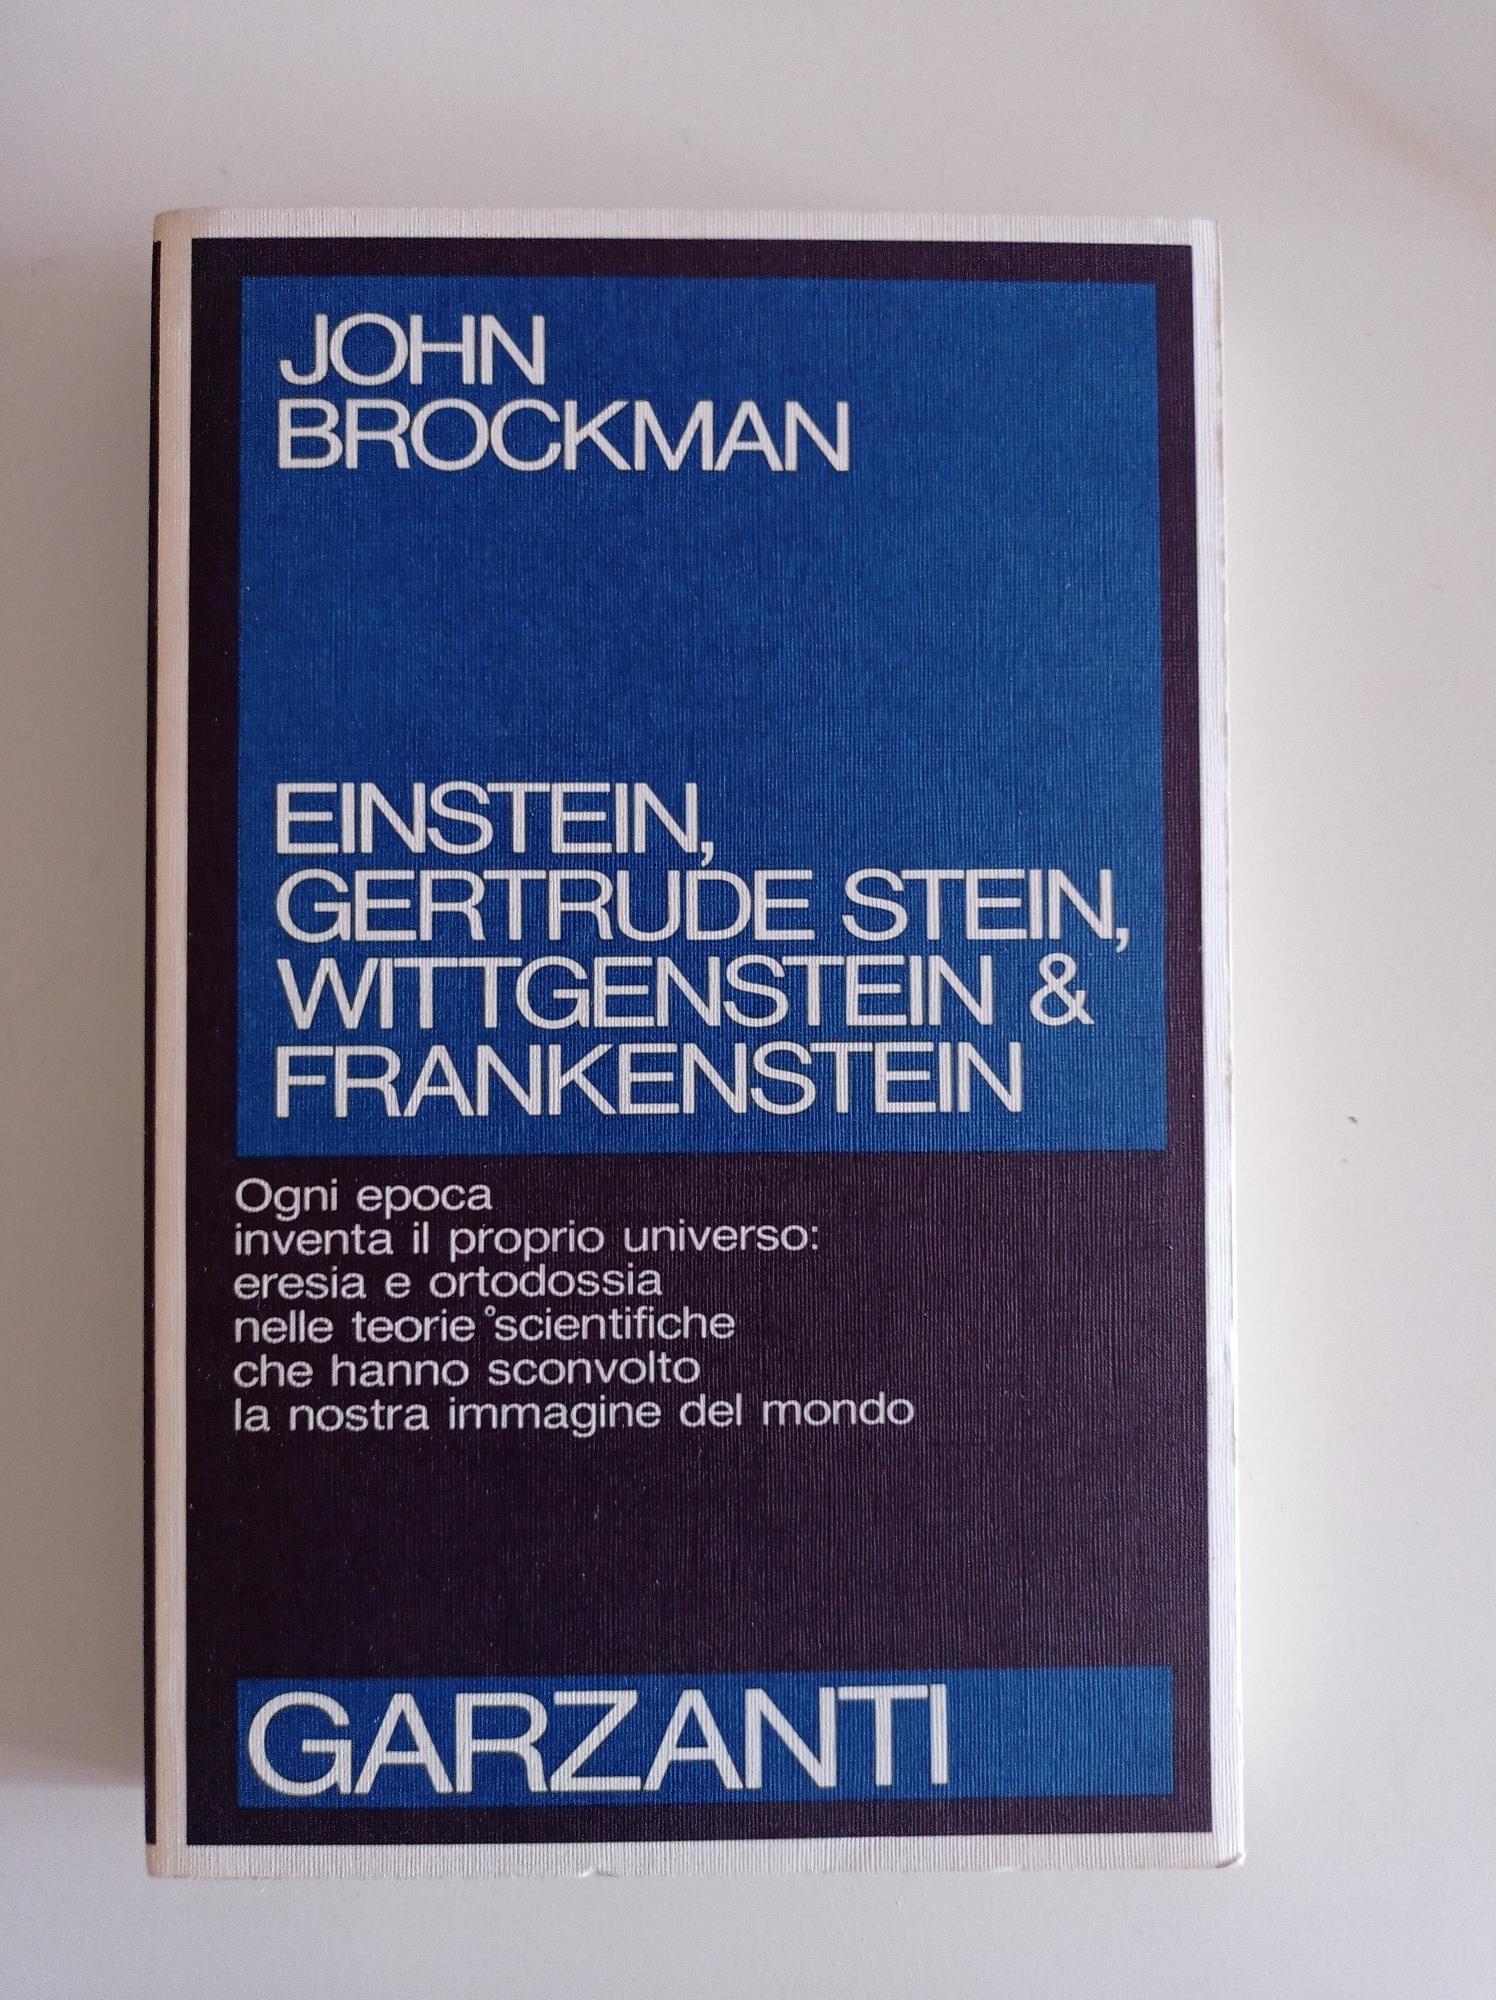 JOHN
BROCKMAN
EINSTEIN,
GERTRUDE STEIN,
WITTGENSTEIN &
FRANKENSTEIN
Ogni epoca
inventa il proprio universo:
eresia e ortodossia
nelle teorie scientifiche
che hanno sconvolto
la nostra immagine del mondo
GARZANTI